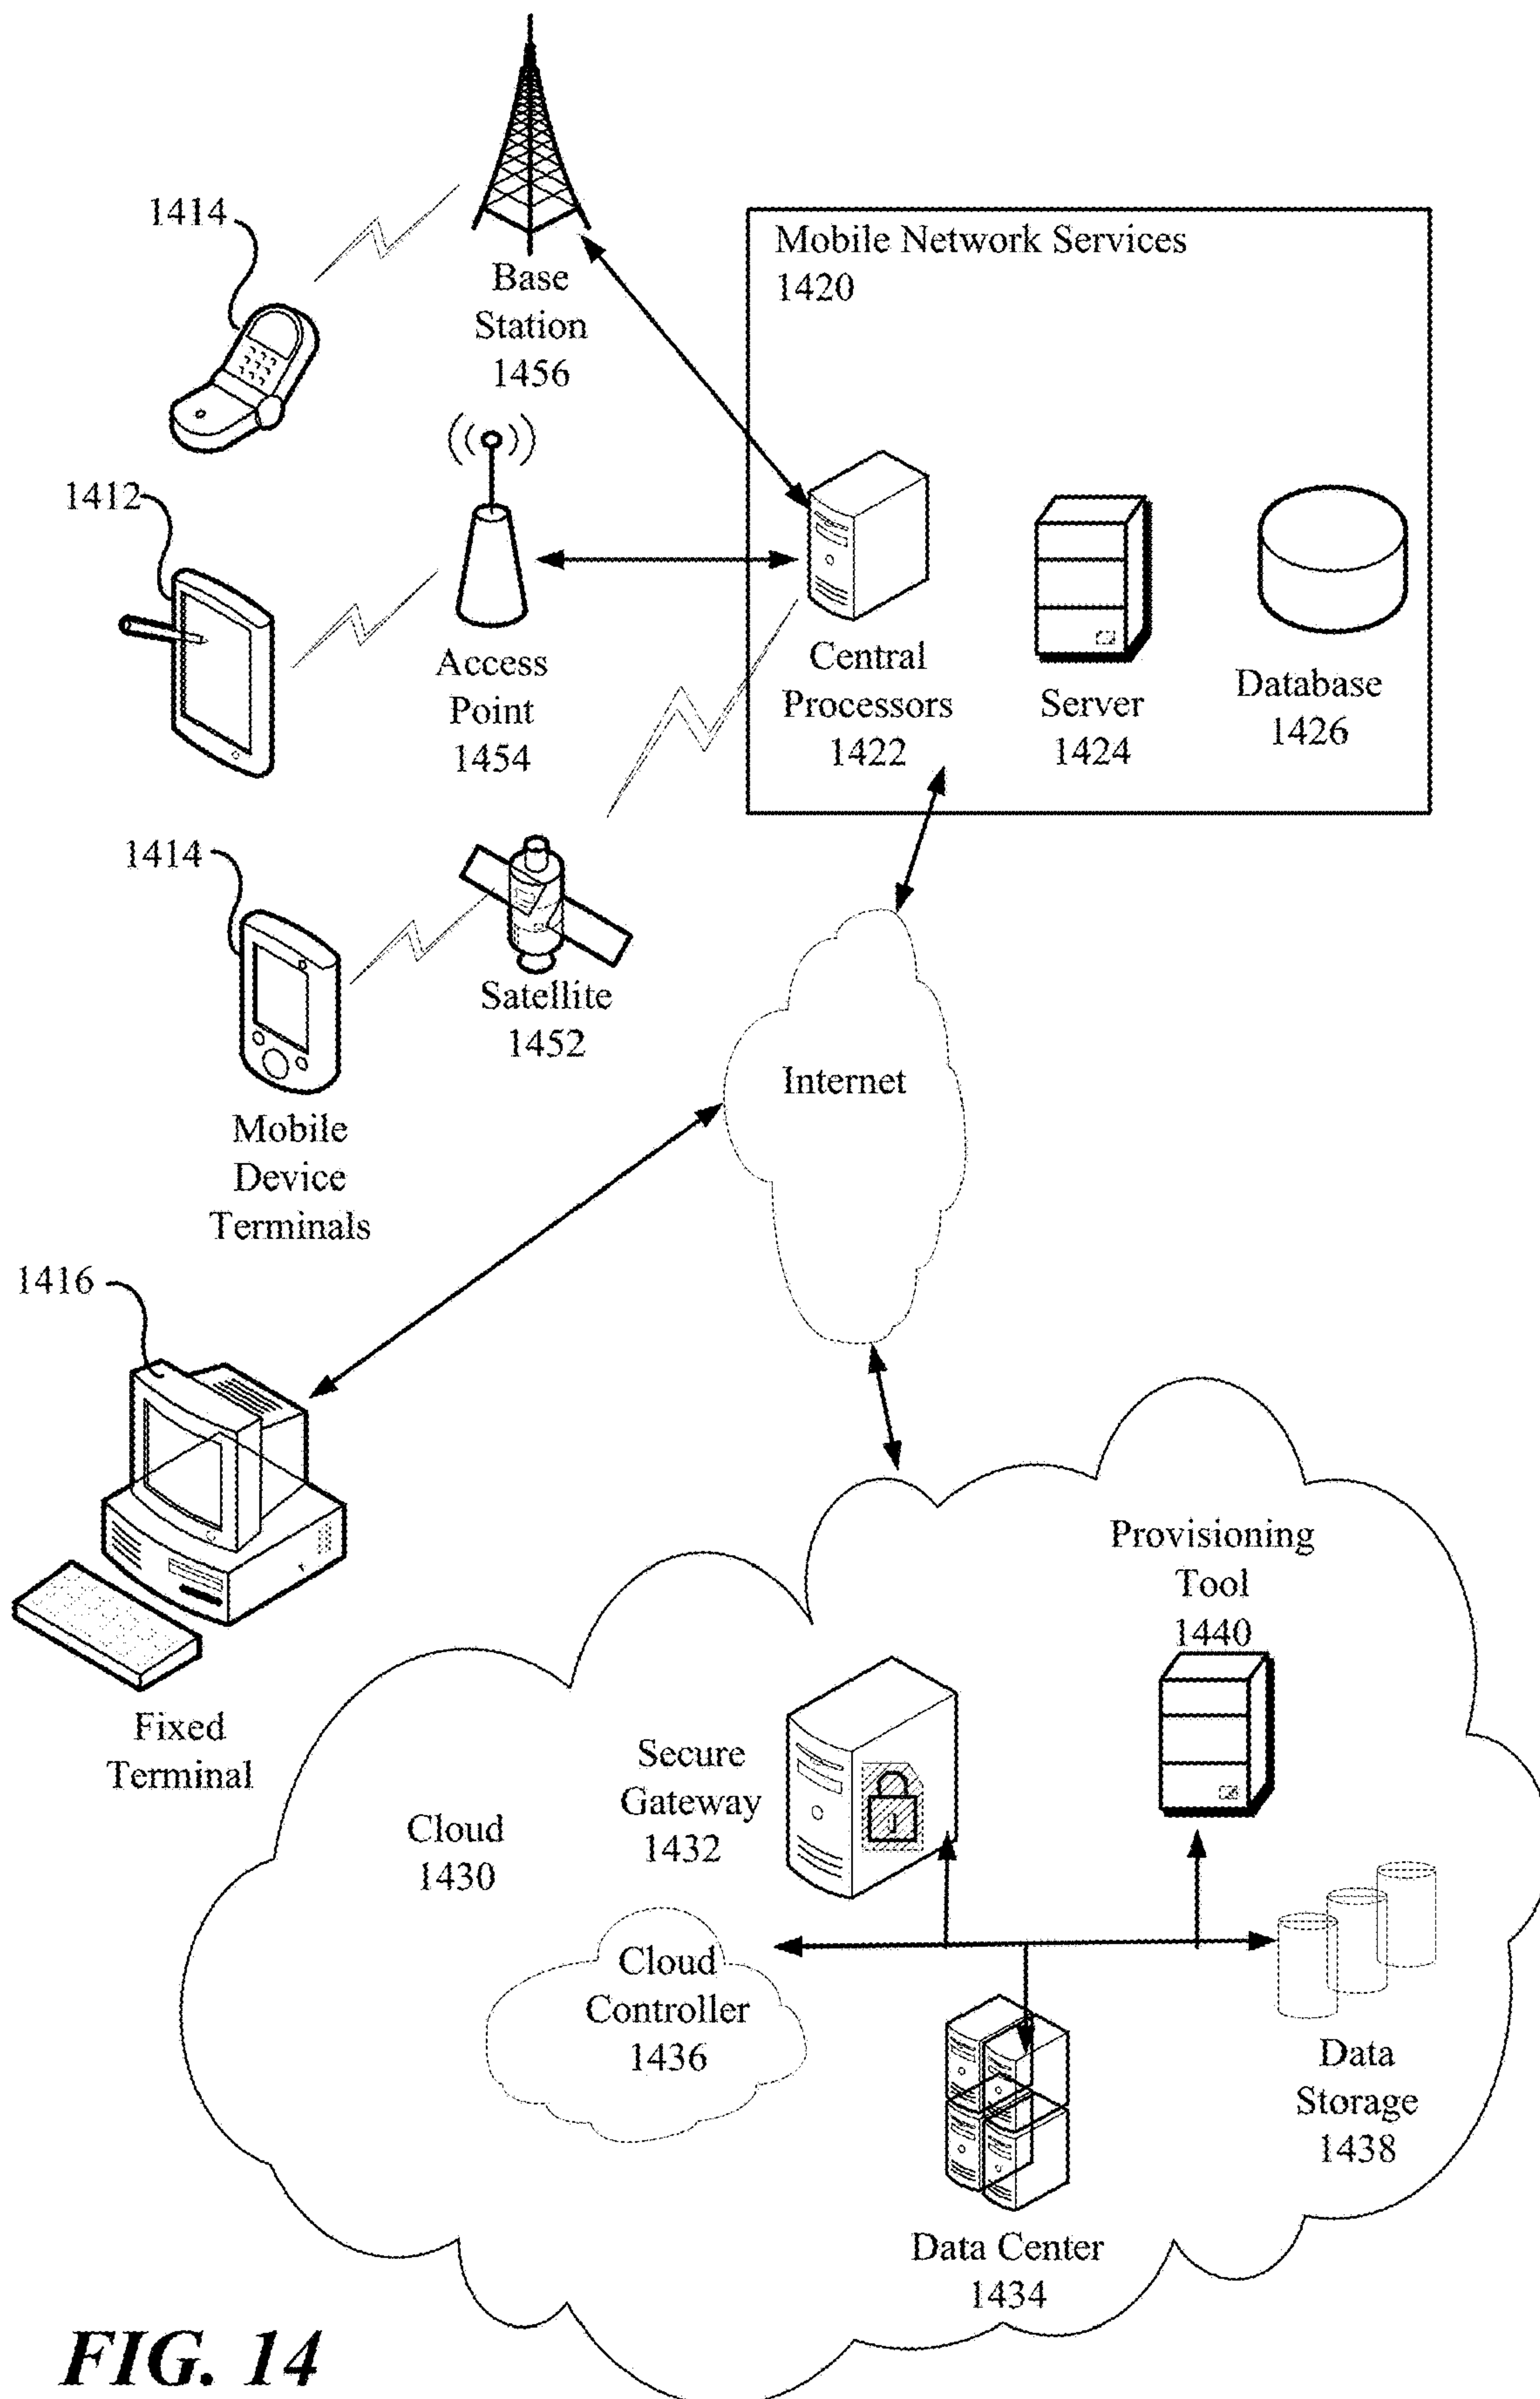 1414
Base
Station
1456
Mobile Network Services
1420
1412
Access
Point
1454
Central
Processors
1422
Server
1424
Database
1426
1414
Satellite
1452
Mobile
Device
Terminals
Internet
1416
Fixed
Terminal
Provisioning
Tool
1440
Secure
Gateway
1432
Cloud
1430
Cloud
Controller
1436
Data
Storage
1438
Data Center
1434
FIG. 14